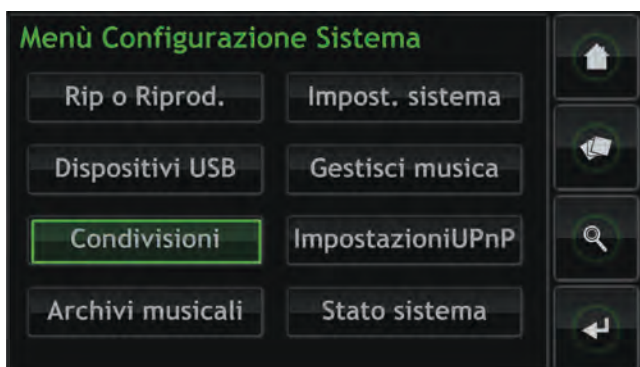 Menù Configurazione Sistema
Rip o Riprod.
Impost. sistema
Dispositivi USB
Gestisci musica
Condivisioni
ImpostazioniUPnP
Archivi musicali
Stato sistema